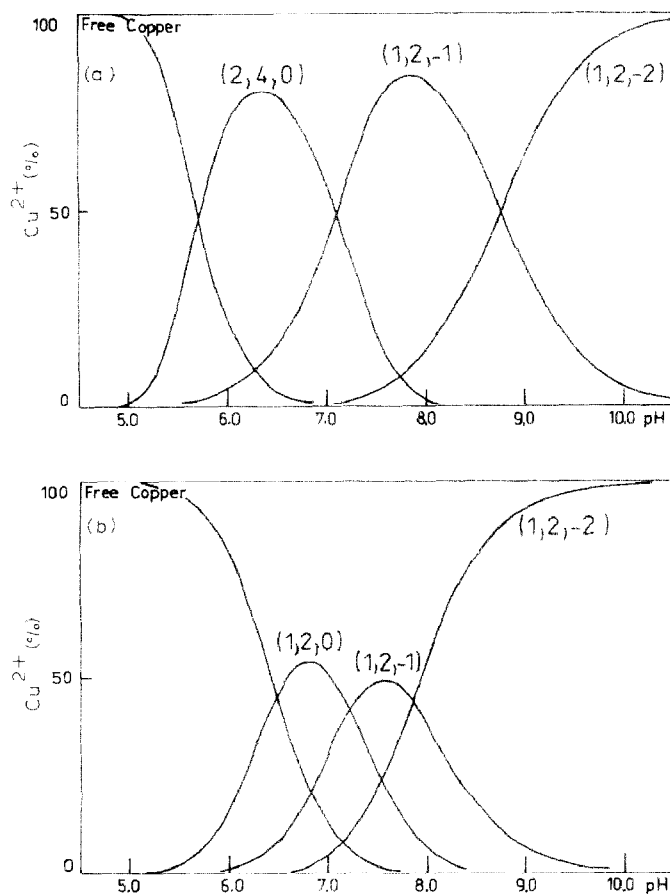 100 Free Copper
(a)
(2,4,0)
(1,2,-1)
(1,2,-2)
50
Cu2+ (%)
0
5.0 6.0 7.0 8.0 9.0 10.0 pH
100 Free Copper
(b)
(1,2,0)
(1,2,-1)
(1,2,-2)
50
Cu2+ (%)
0
5.0 6.0 7.0 8.0 9.0 10.0 pH